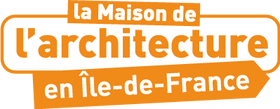 la Maison de
l'architecture
en Île-de-France